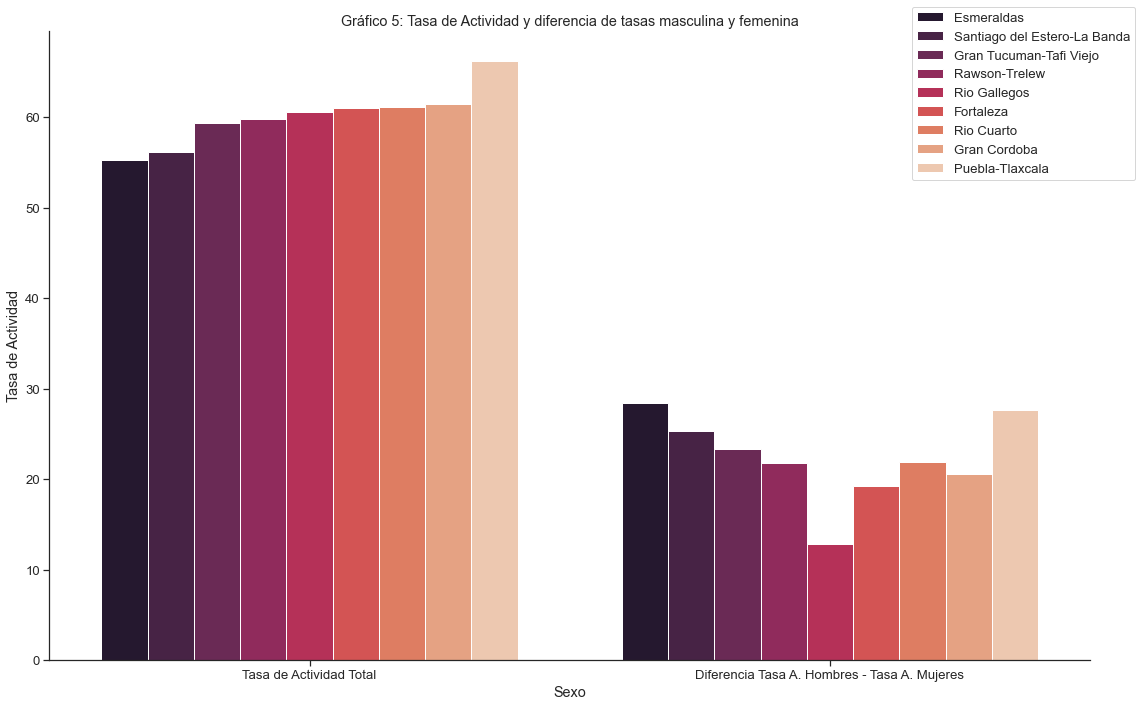 Gráfico 5: Tasa de Actividad y diferencia de tasas masculina y femenina
Esmeraldas
Santiago del Estero-La Banda
Gran Tucuman-Tafi Viejo
Rawson-Trelew
Rio Gallegos
Fortaleza
Rio Cuarto
Gran Cordoba
Puebla-Tlaxcala
Tasa de Actividad
60
50
40
30
20
10
0
Tasa de Actividad Total
Diferencia Tasa A. Hombres - Tasa A. Mujeres
Sexo